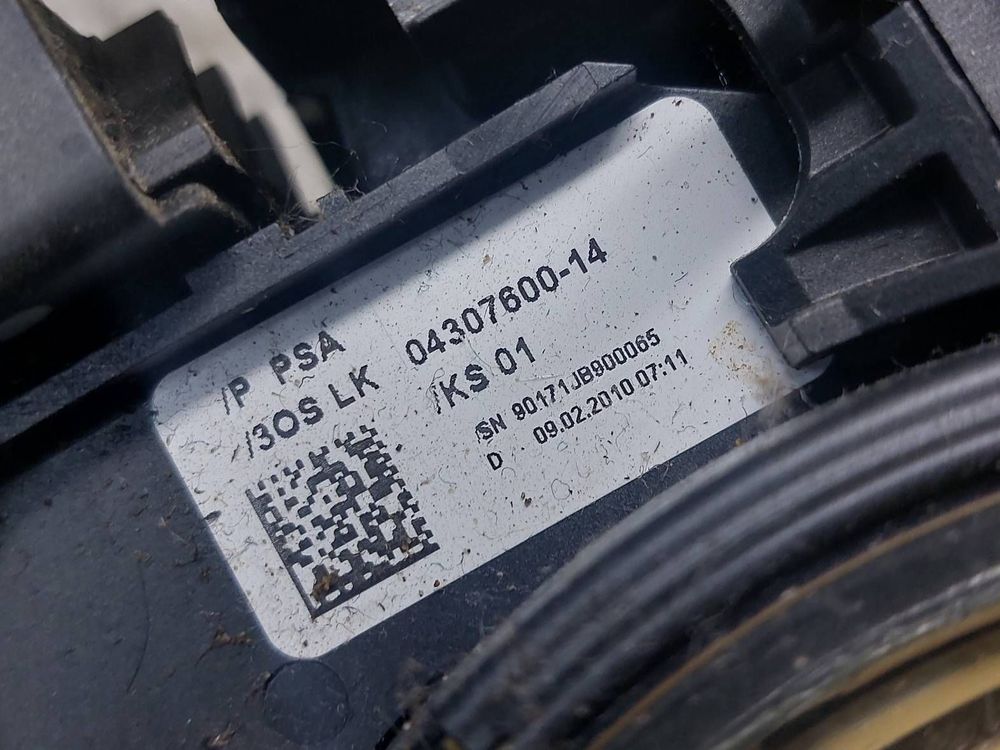 /P PSA
/3OS LK 04307600-14
/KS 01
SN 90171JB900065
D 09.02.2010 07:11